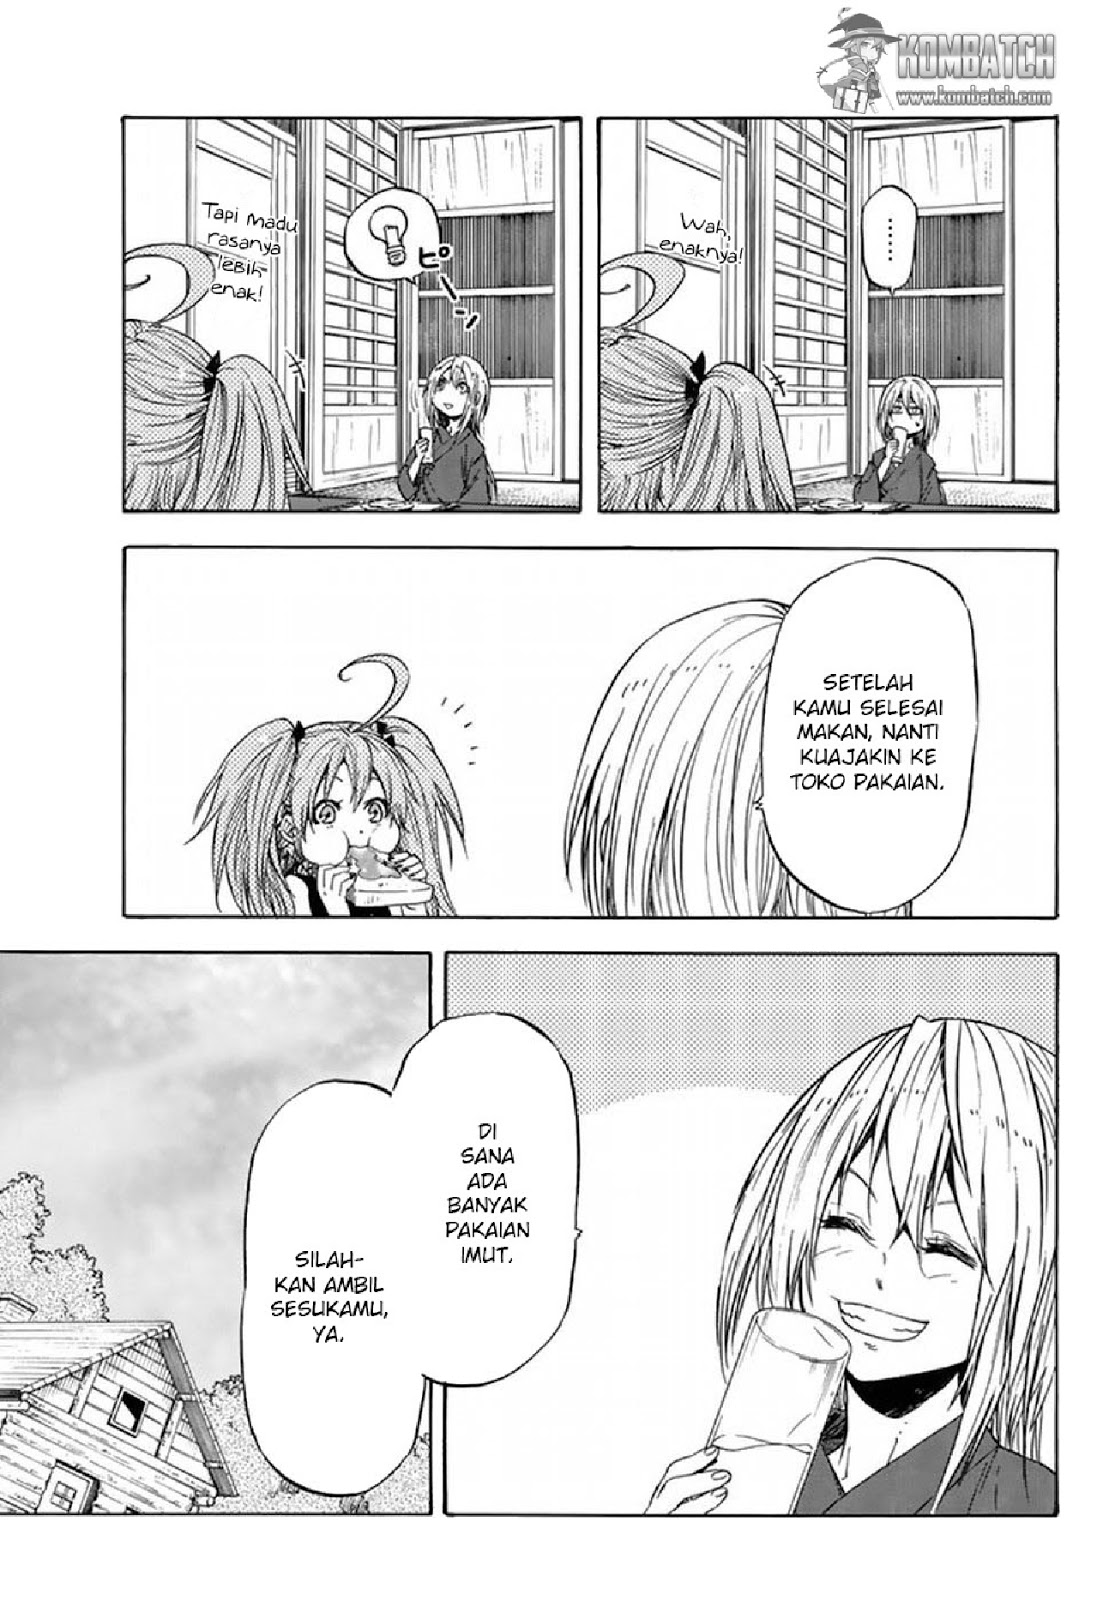 KOMBATCH
www.kombatch.com
.......
Wah,
enaknya!
ピーーン
Tapi madu
rasanya
lebih
enak!
SETELAH
KAMU SELESAI
MAKAN, NANTI
KUAJAKIN KE
TOKO PAKAIAN.
DI
SANA
ADA
BANYAK
PAKAIAN
IMUT.
SILAH-
KAN AMBIL
SESUKAMU,
YA.